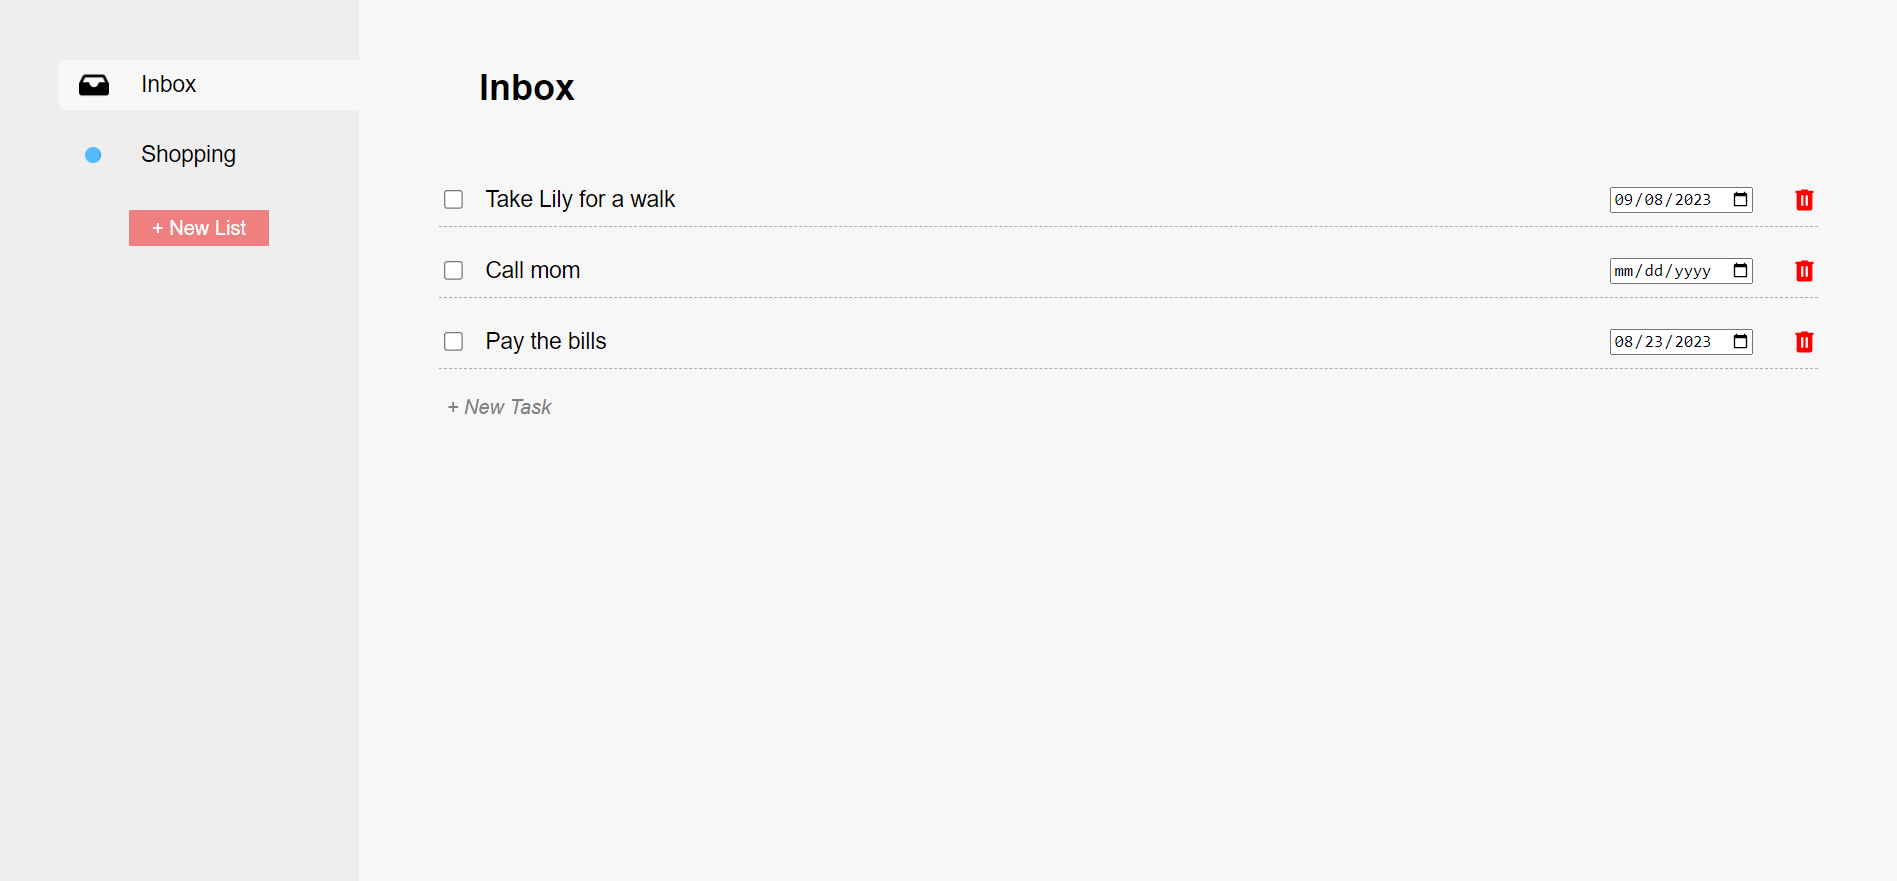 Inbox
Shopping
+ New List
Inbox
Take Lily for a walk 09/08/2023
Call mom mm/dd/yyyy
Pay the bills 08/23/2023
+ New Task